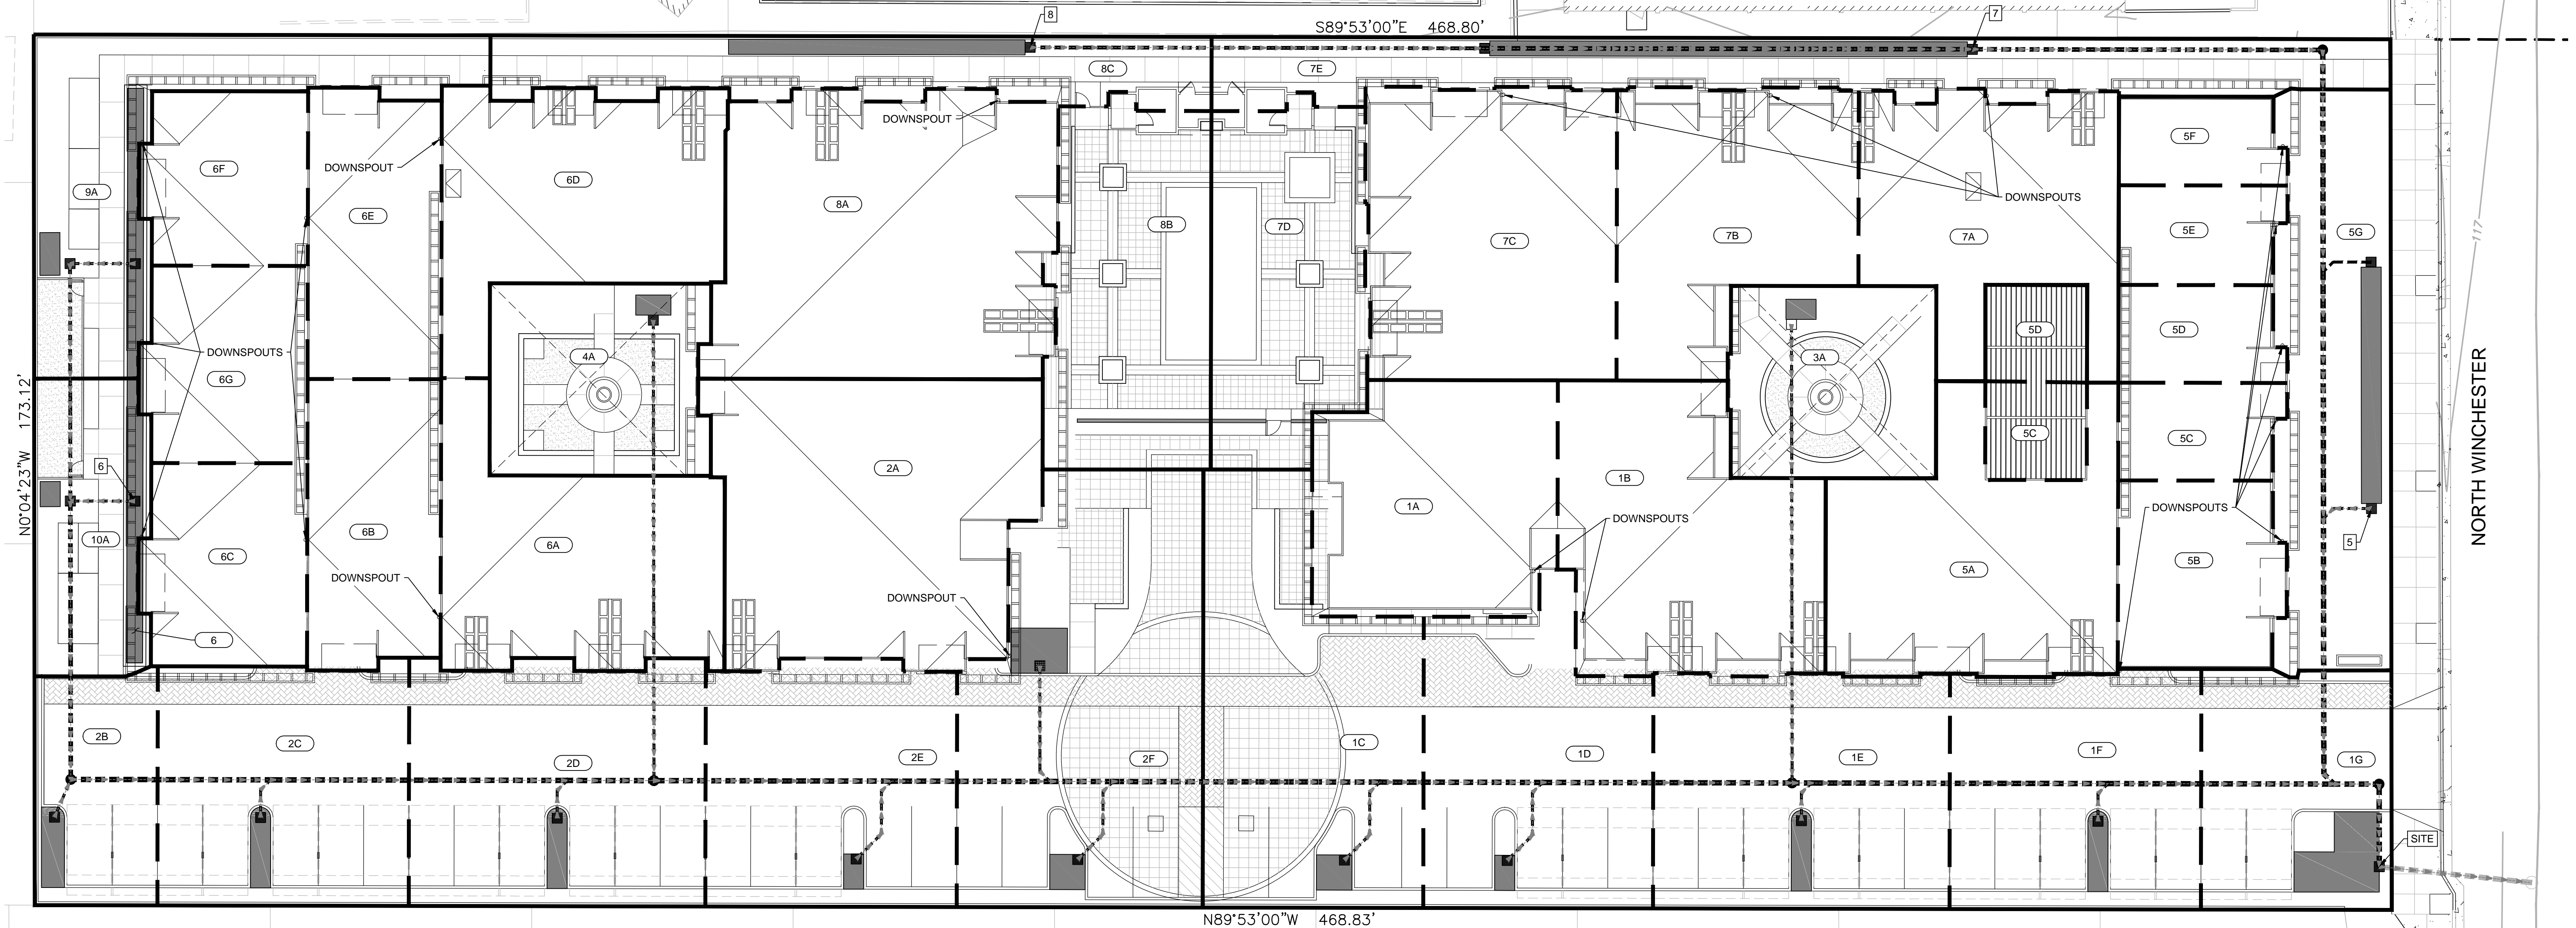 8
7
S89°53'00"E 468.80'
8C
7E
DOWNSPOUT
5F
6F
DOWNSPOUT
6D
9A
6E
8A
DOWNSPOUTS
8B
7D
5E
5G
7C
7B
7A
117
5D
5D
4A
3A
DOWNSPOUTS
6G
N0°04'23"W 173.12'
NORTH WINCHESTER
5C
5C
2A
6
1B
1A
DOWNSPOUTS
DOWNSPOUTS
6B
10A
6A
5
6C
5B
5A
DOWNSPOUT
DOWNSPOUT
6
2B
2C
2D
2E
2F
1C
1D
1E
1F
1G
SITE
N89°53'00"W 468.83'